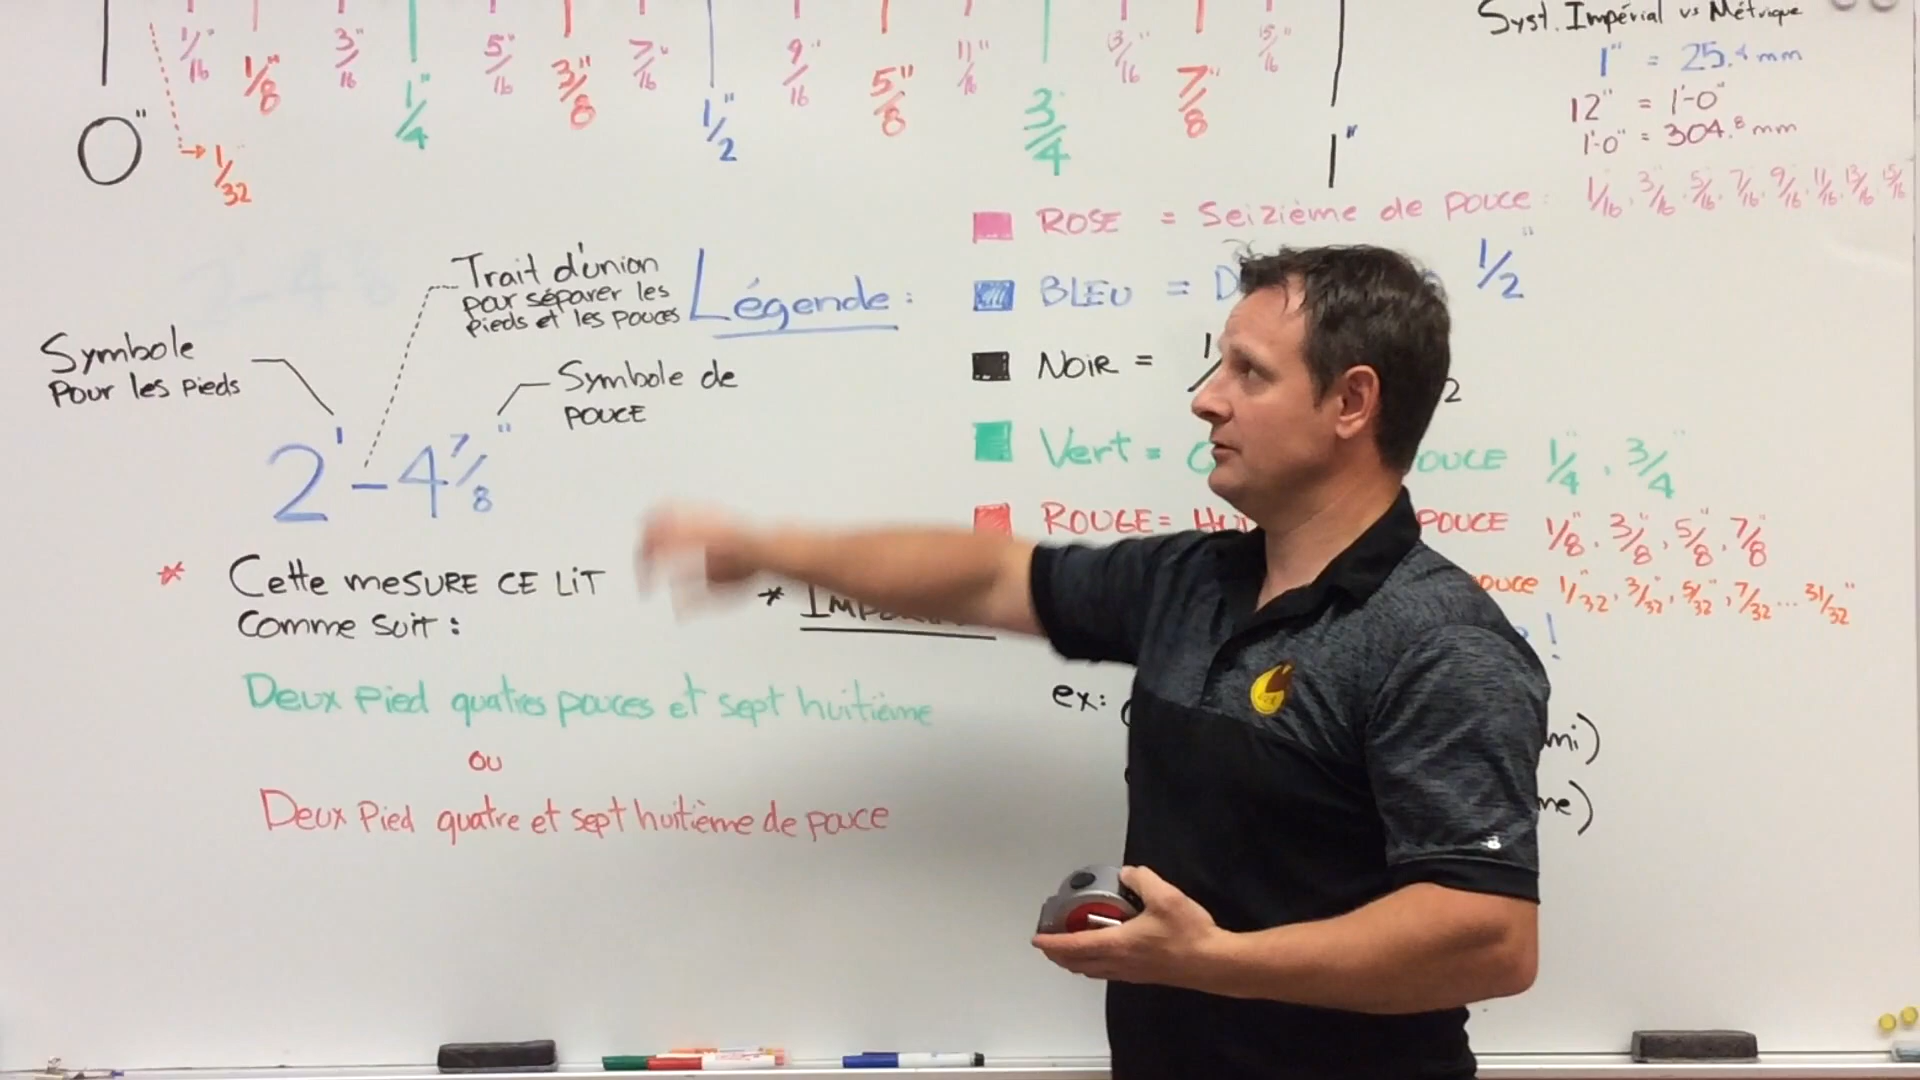 0"
1/16"
1/8"
3/16"
1/4"
5/16"
3/8"
7/16"
1/2"
9/16"
5/8"
11/16"
3/4"
13/16"
7/8"
15/16"
1"
1/32
Syst. Impérial vs Métrique
1" = 25.4 mm
12" = 1'-0"
1'-0" = 304.8 mm
ROSE = Seizième de pouce : 1/16, 3/16, 5/16, 7/16, 9/16, 11/16, 13/16, 15/16
Légende :
BLEU = 1/2"
NOIR =
Vert = POUCE 1/4", 3/4"
ROUGE = POUCE 1/8", 3/8", 5/8", 7/8"
POUCE 1/32", 3/32", 5/32", 7/32"... 31/32"
Trait d'union
pour séparer les
pieds et les pouces
Symbole
Pour les pieds
Symbole de
POUCE
2'-4 7/8"
* Cette MESURE CE LIT
Comme suit :
Deux pied quatres pouces et sept huitième
OU
Deux Pied quatre et sept huitième de pouce
*
ex: